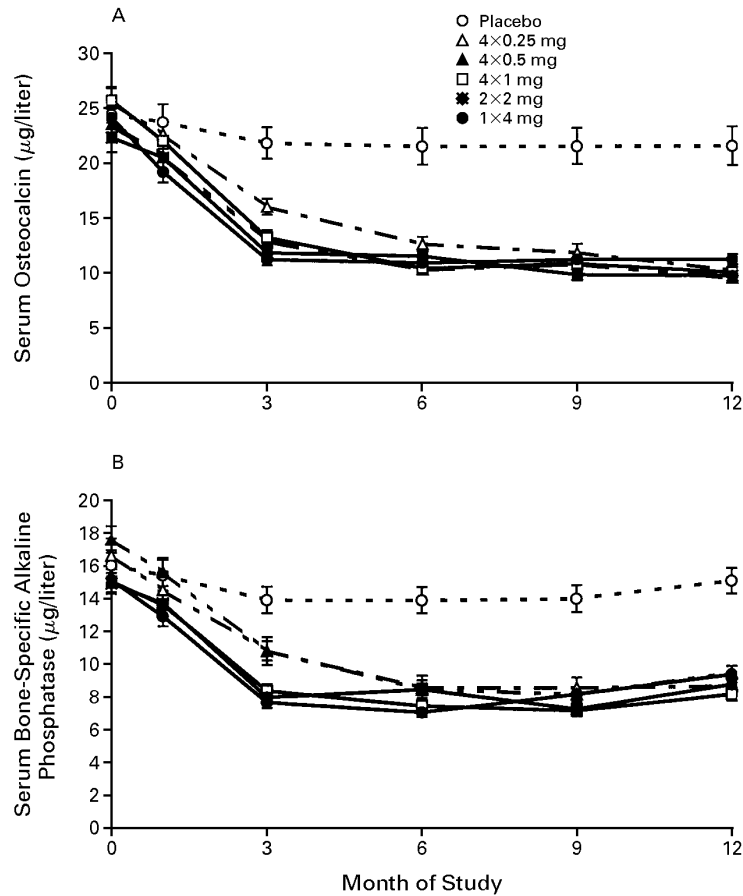 A
Placebo
4×0.25 mg
4×0.5 mg
4×1 mg
2×2 mg
1×4 mg
Serum Osteocalcin (μg/liter)
30
25
20
15
10
5
0
0 3 6 9 12
B
Serum Bone-Specific Alkaline
Phosphatase (μg/liter)
20
18
16
14
12
10
8
6
4
2
0
0 3 6 9 12
Month of Study